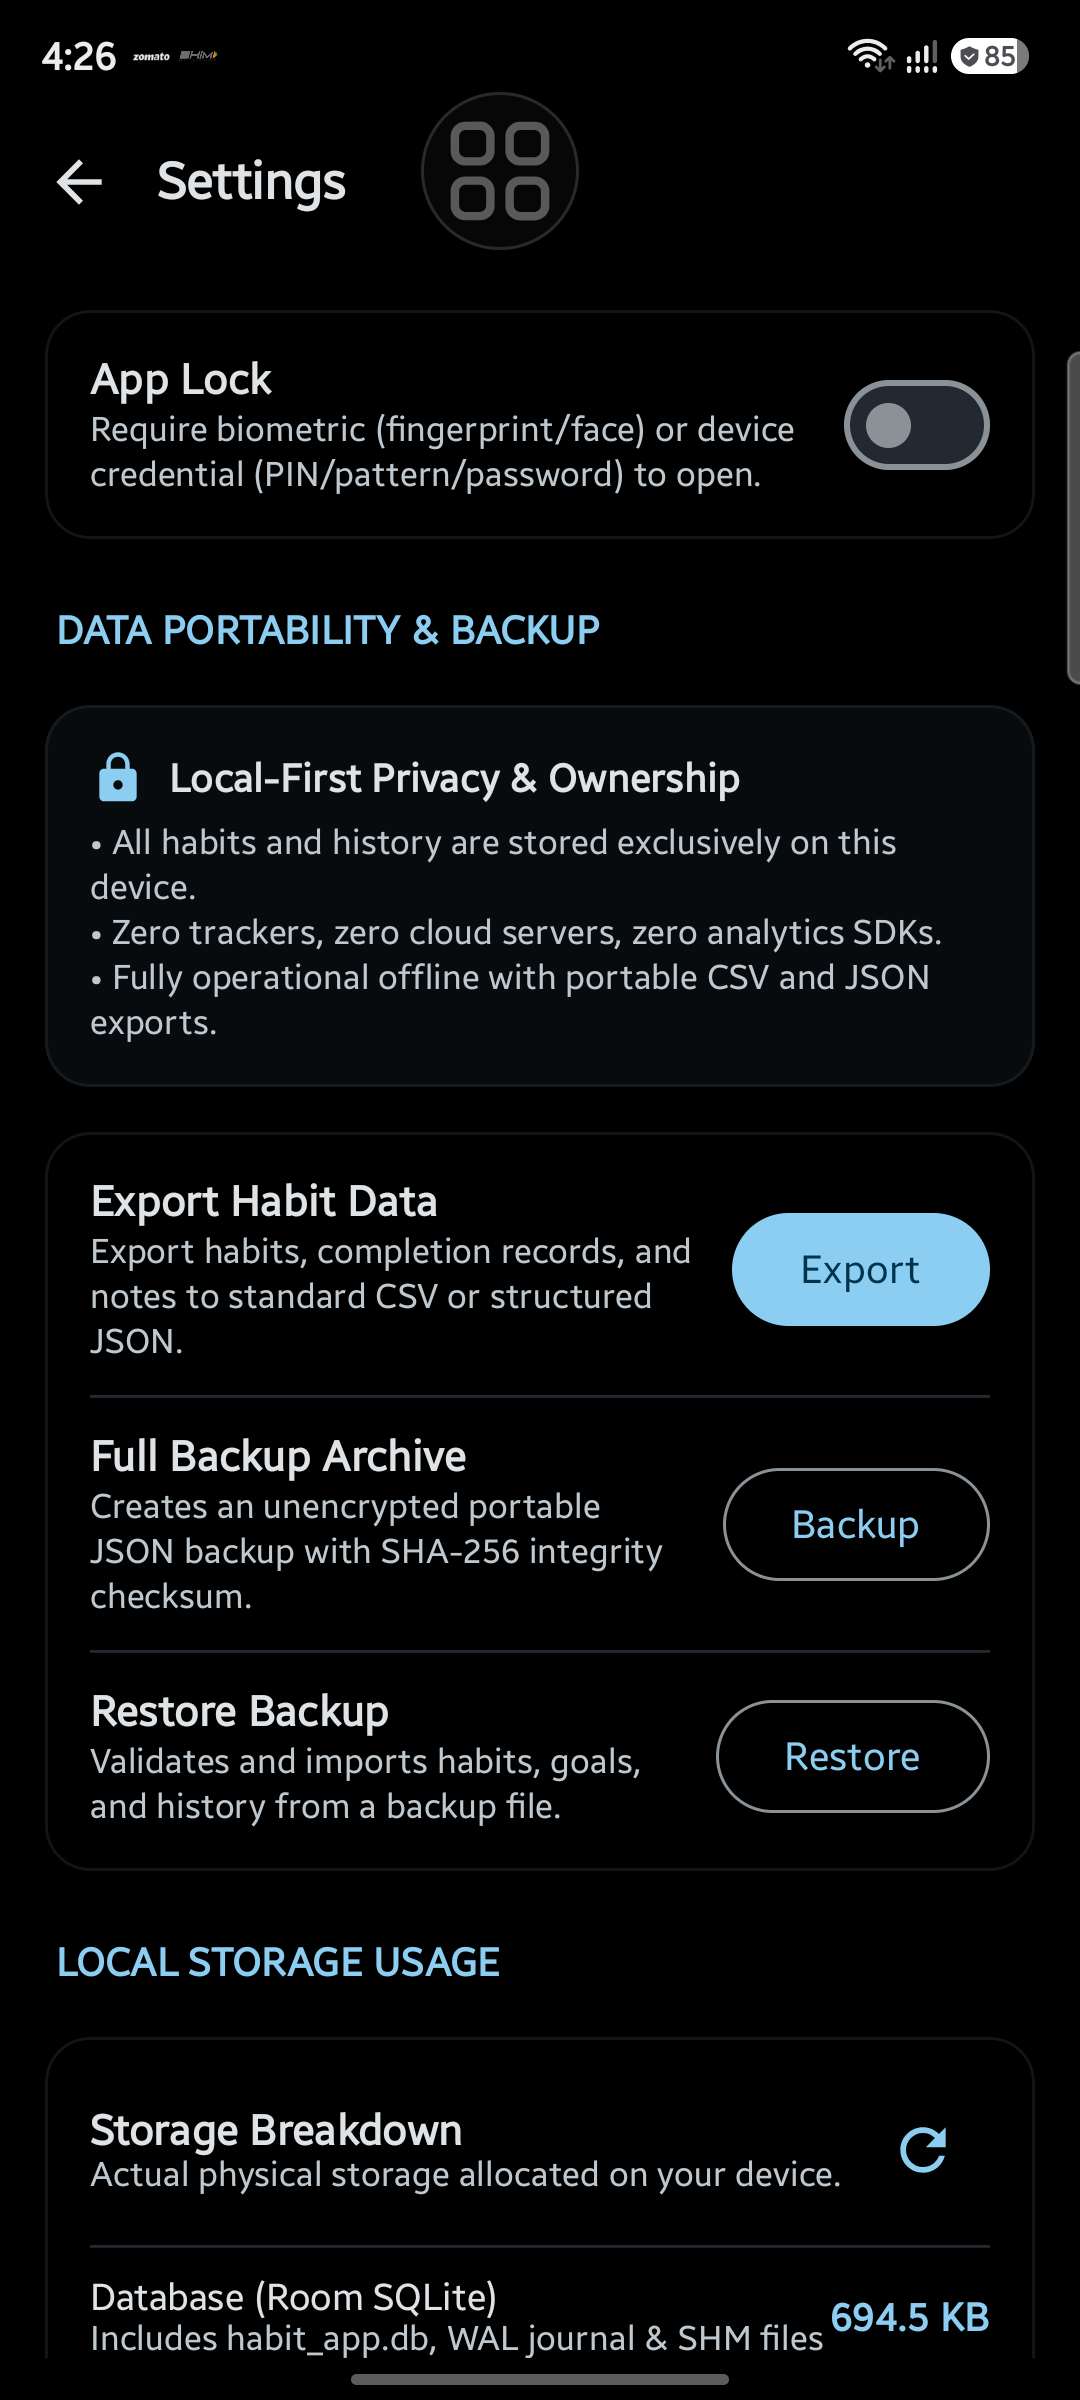 4:26 zomato SHIM 85
Settings
App Lock
Require biometric (fingerprint/face) or device
credential (PIN/pattern/password) to open.
DATA PORTABILITY & BACKUP
Local-First Privacy & Ownership
• All habits and history are stored exclusively on this
device.
• Zero trackers, zero cloud servers, zero analytics SDKs.
• Fully operational offline with portable CSV and JSON
exports.
Export Habit Data
Export habits, completion records, and
notes to standard CSV or structured
JSON.
Export
Full Backup Archive
Creates an unencrypted portable
JSON backup with SHA-256 integrity
checksum.
Backup
Restore Backup
Validates and imports habits, goals,
and history from a backup file.
Restore
LOCAL STORAGE USAGE
Storage Breakdown
Actual physical storage allocated on your device.
Database (Room SQLite)
Includes habit_app.db, WAL journal & SHM files
694.5 KB